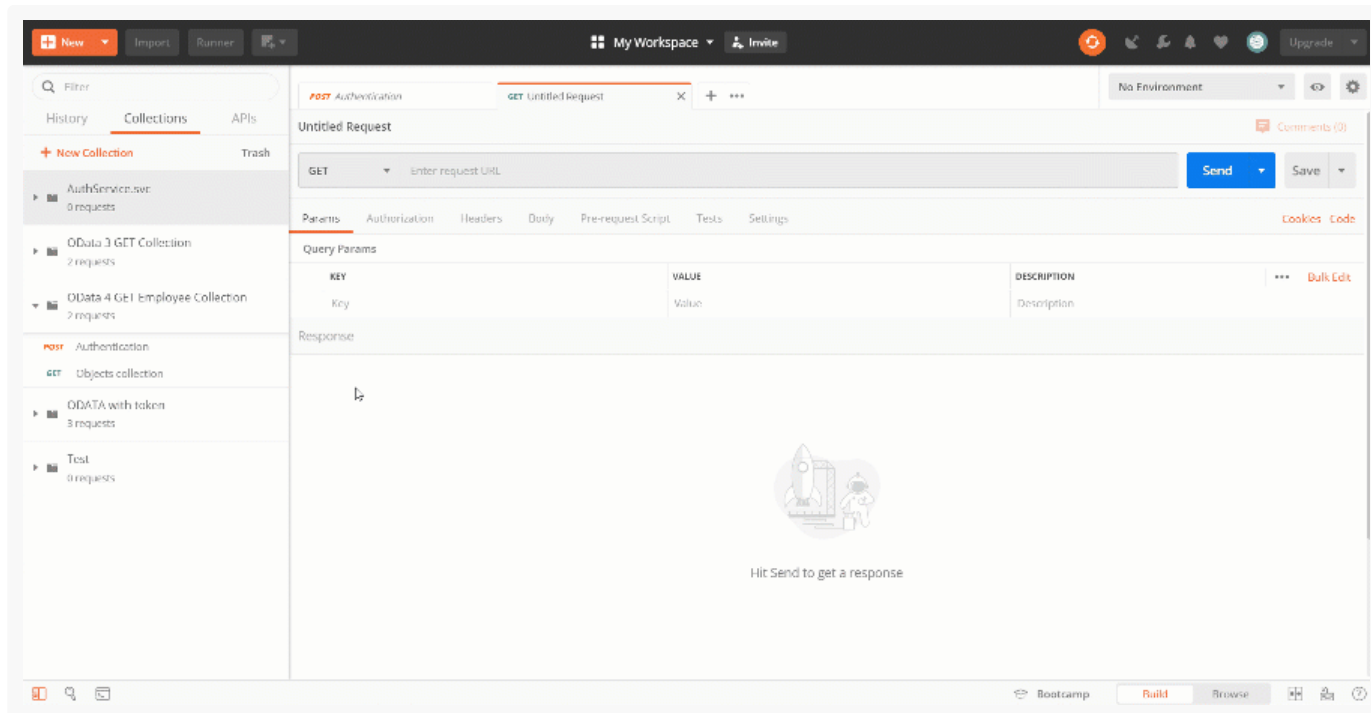 New Import Runner My Workspace Invite Upgrade
Filter
History Collections APIs
New Collection Trash
AuthService.svc
0 requests
OData 3 GET Collection
2 requests
OData 4 GET Employee Collection
2 requests
POST Authentication
GET Objects collection
ODATA with token
3 requests
Test
0 requests
POST Authentication GET Untitled Request
No Environment
Untitled Request Comments (0)
GET Enter request URL Send Save
Params Authorization Headers Body Pre-request Script Tests Settings Cookies Code
Query Params
KEY VALUE DESCRIPTION Bulk Edit
Key Value Description
Response
Hit Send to get a response
Bootcamp Build Browse